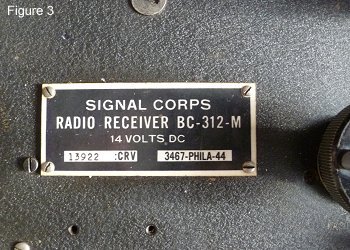 Figure 3
SIGNAL CORPS
RADIO RECEIVER BC-312-M
14 VOLTS DC
13922 :CRV 3467-PHILA-44